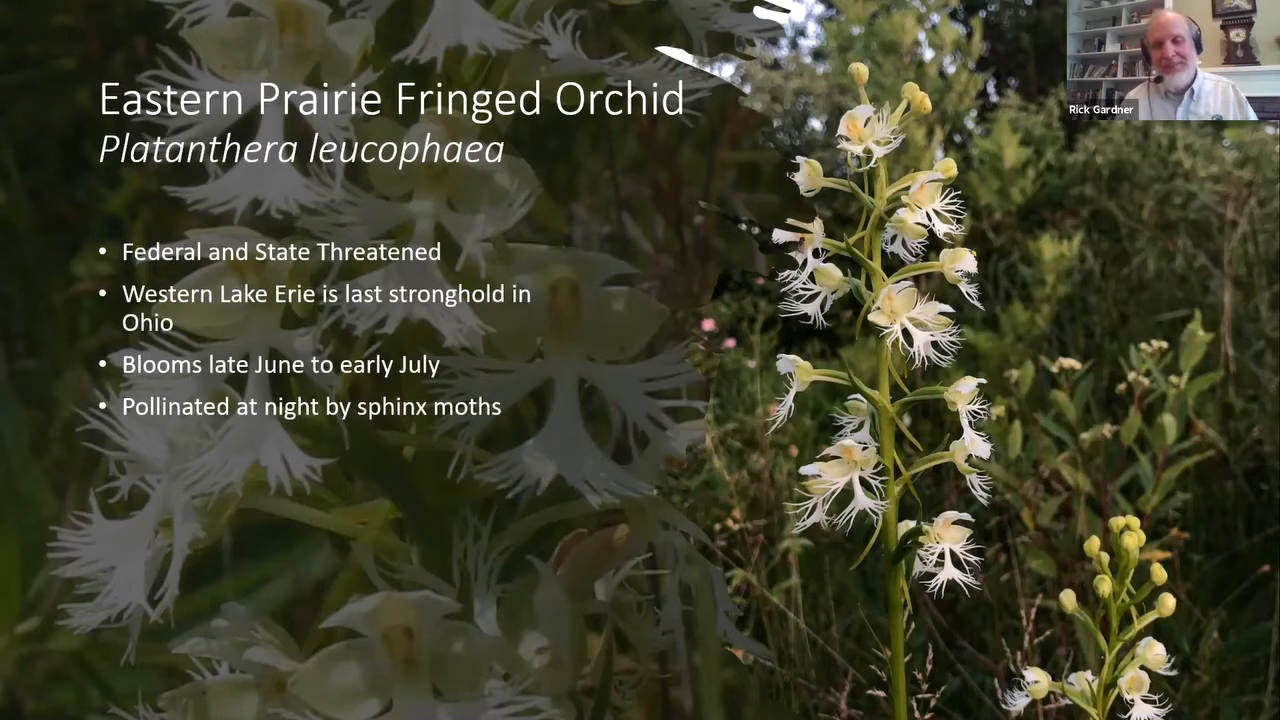 Eastern Prairie Fringed Orchid
Platanthera leucophaea
• Federal and State Threatened
• Western Lake Erie is last stronghold in
Ohio
• Blooms late June to early July
• Pollinated at night by sphinx moths
Rick Gardner